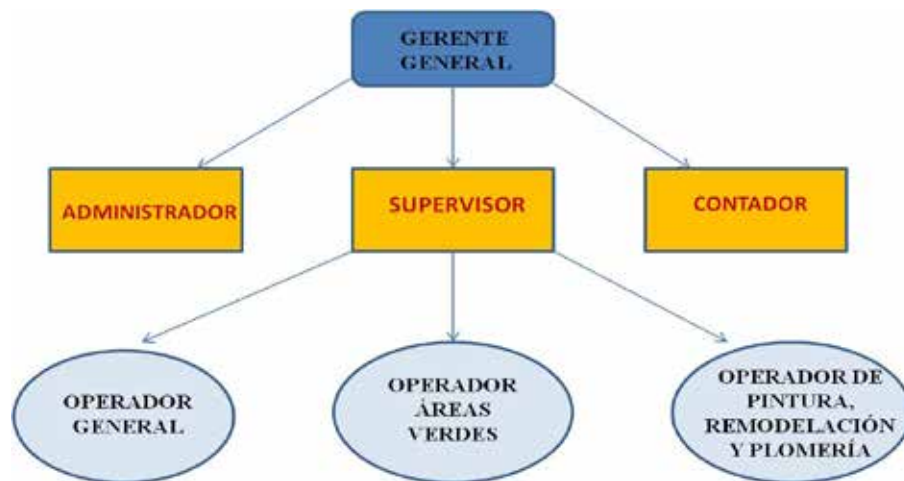 GERENTE
GENERAL
ADMINISTRADOR
SUPERVISOR
CONTADOR
OPERADOR
GENERAL
OPERADOR
ÁREAS
VERDES
OPERADOR DE
PINTURA,
REMODELACIÓN
Y PLOMERÍA